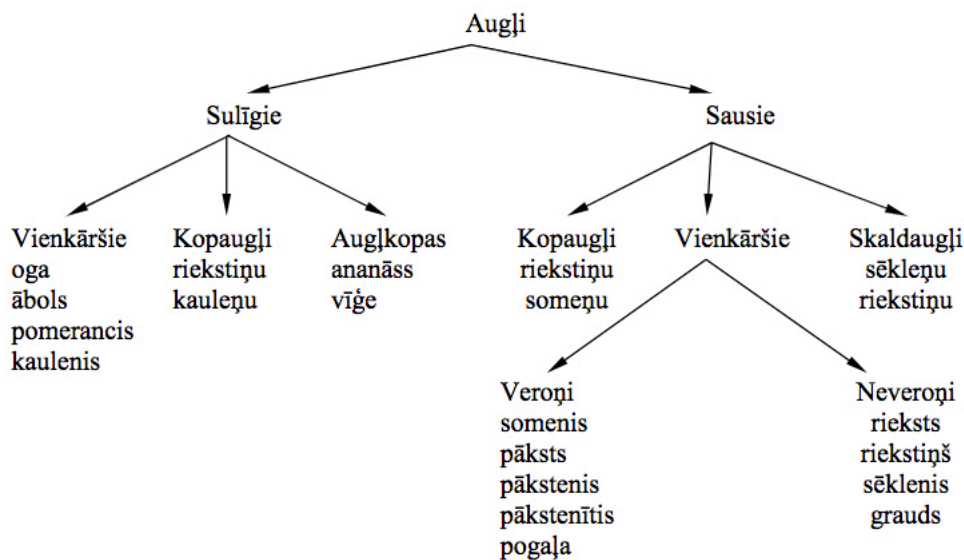 Augļi
Sulīgie
Sausie
Vienkāršie
oga
ābols
pomerancis
kaulenis
Kopaugļi
riekstiņu
kauleņu
Augļkopas
ananāss
vīģe
Kopaugļi
riekstiņu
someņu
Vienkāršie
Skaldaugļi
sēkleņu
riekstiņu
Veroņi
somenis
pāksts
pākstenis
pākstenītis
pogaļa
Neveroņi
rieksts
riekstiņš
sēklenis
grauds